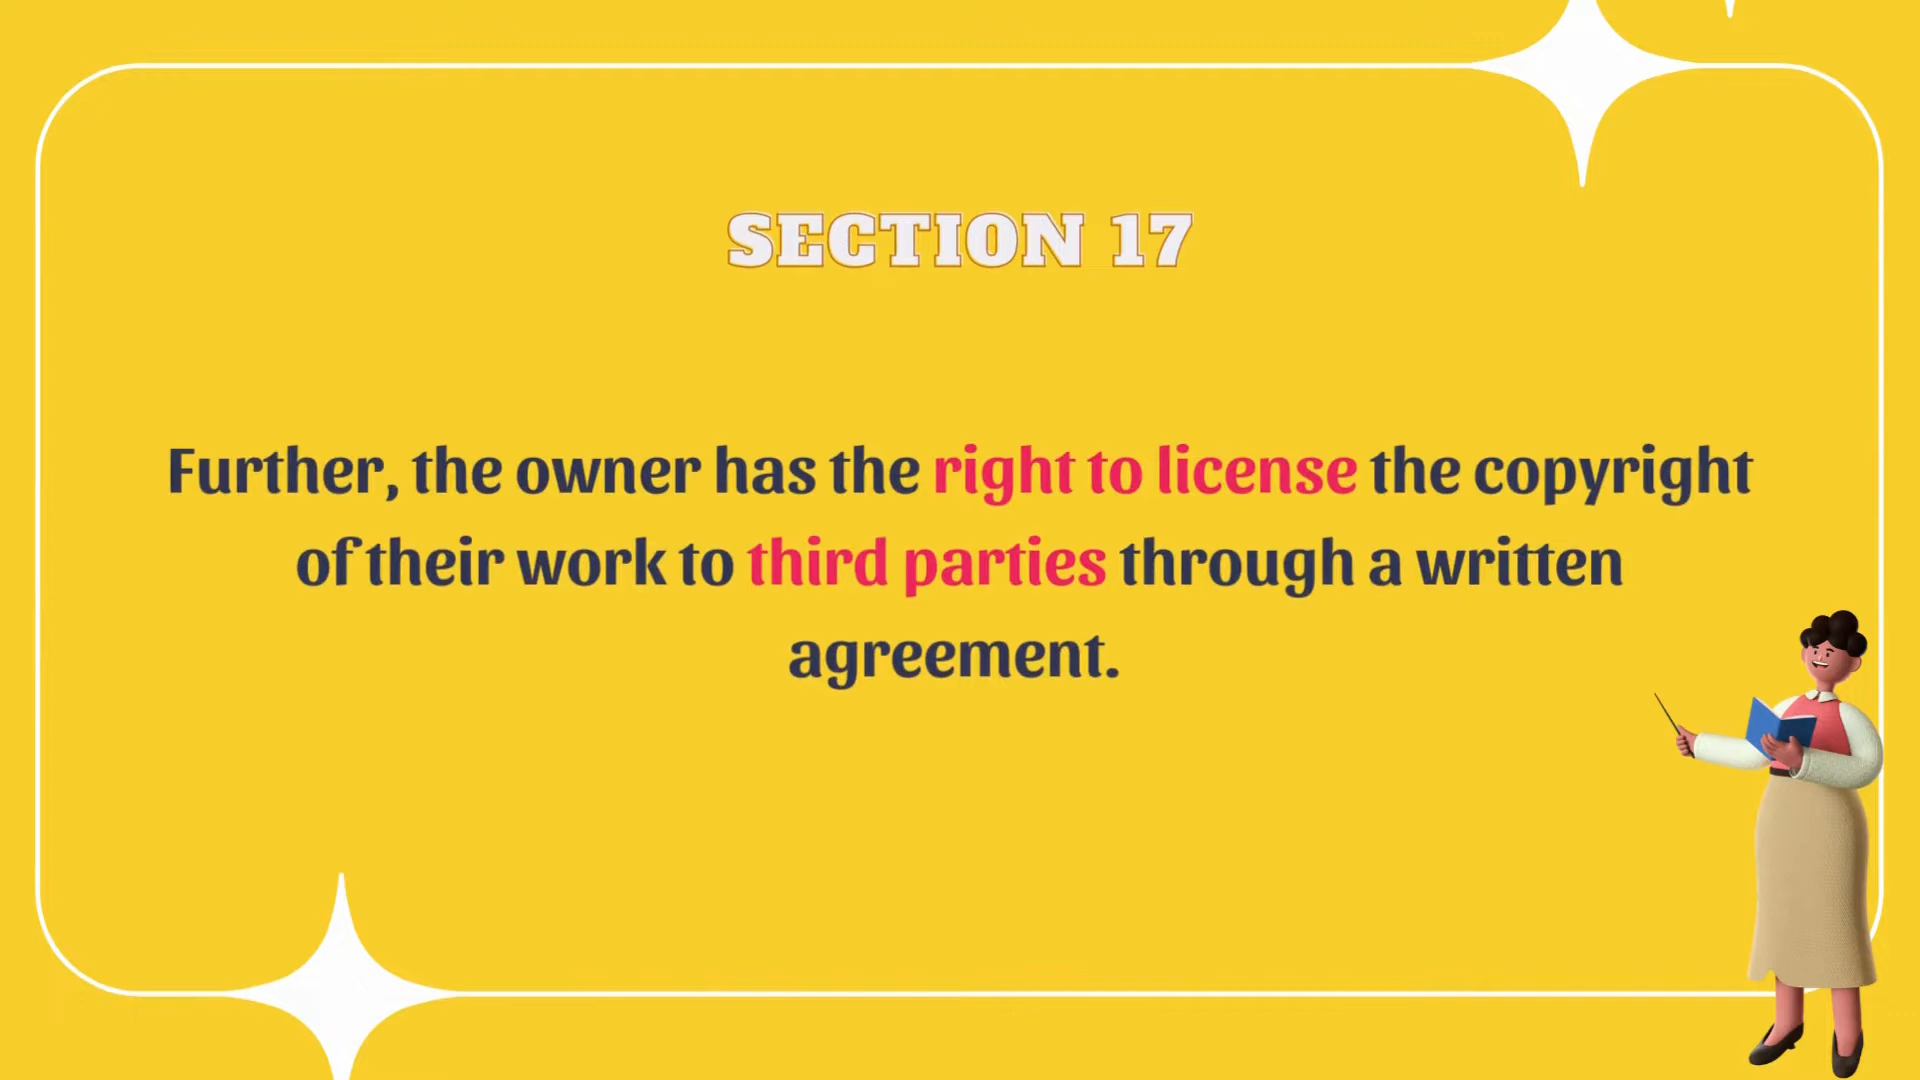 SECTION 17
Further, the owner has the right to license the copyright
of their work to third parties through a written
agreement.